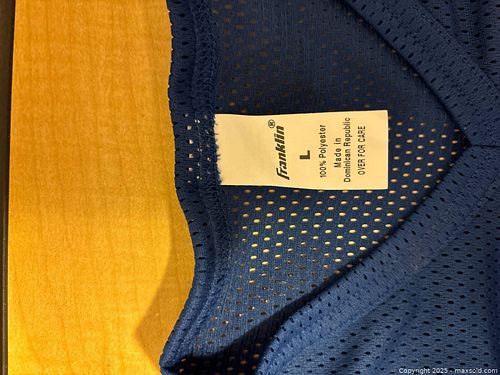 Franklin®
L
100% Polyester
Made in
Dominican Republic
OVER FOR CARE
Copyright 2025 - maxsold.com